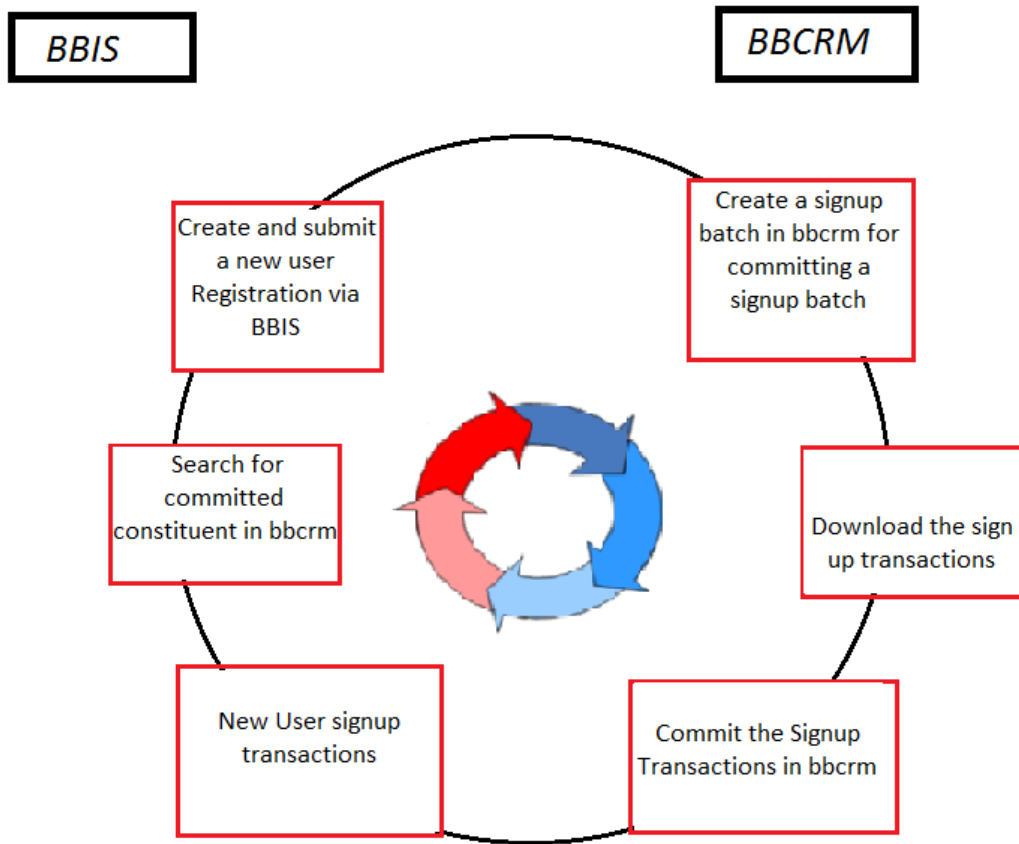 BBIS
BBCRM
Create and submit
a new user
Registration via
BBIS
Create a signup
batch in bbcrm for
committing a
signup batch
Search for
committed
constituent in bbcrm
Download the sign
up transactions
New User signup
transactions
Commit the Signup
Transactions in bbcrm